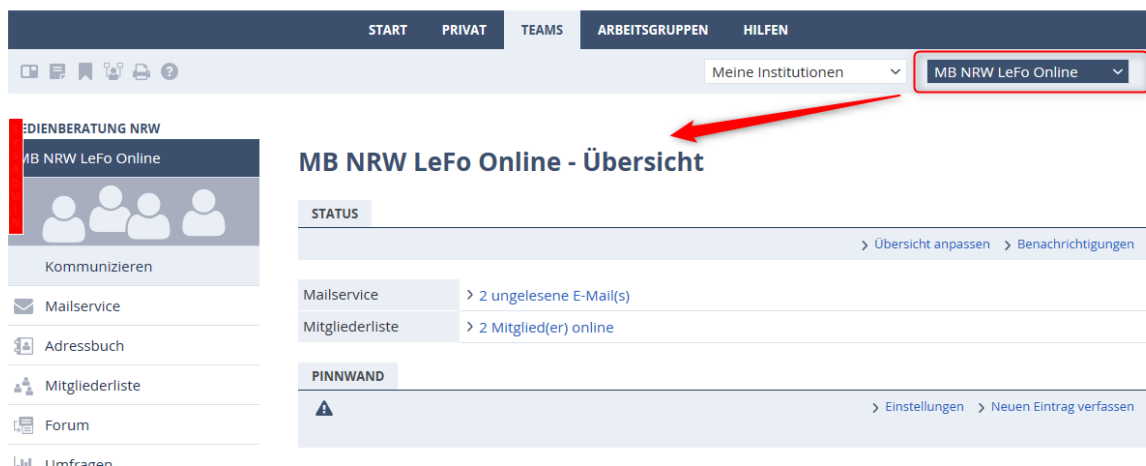 START PRIVAT TEAMS ARBEITSGRUPPEN HILFEN
Meine Institutionen MB NRW LeFo Online
EDIENBERATUNG NRW
MB NRW LeFo Online
MB NRW LeFo Online - Übersicht
STATUS
Übersicht anpassen Benachrichtigungen
Kommunizieren
Mailservice
Adressbuch
Mitgliederliste
Forum
Umfragen
Mailservice 2 ungelesene E-Mail(s)
Mitgliederliste 2 Mitglied(er) online
PINNWAND
Einstellungen Neuen Eintrag verfassen